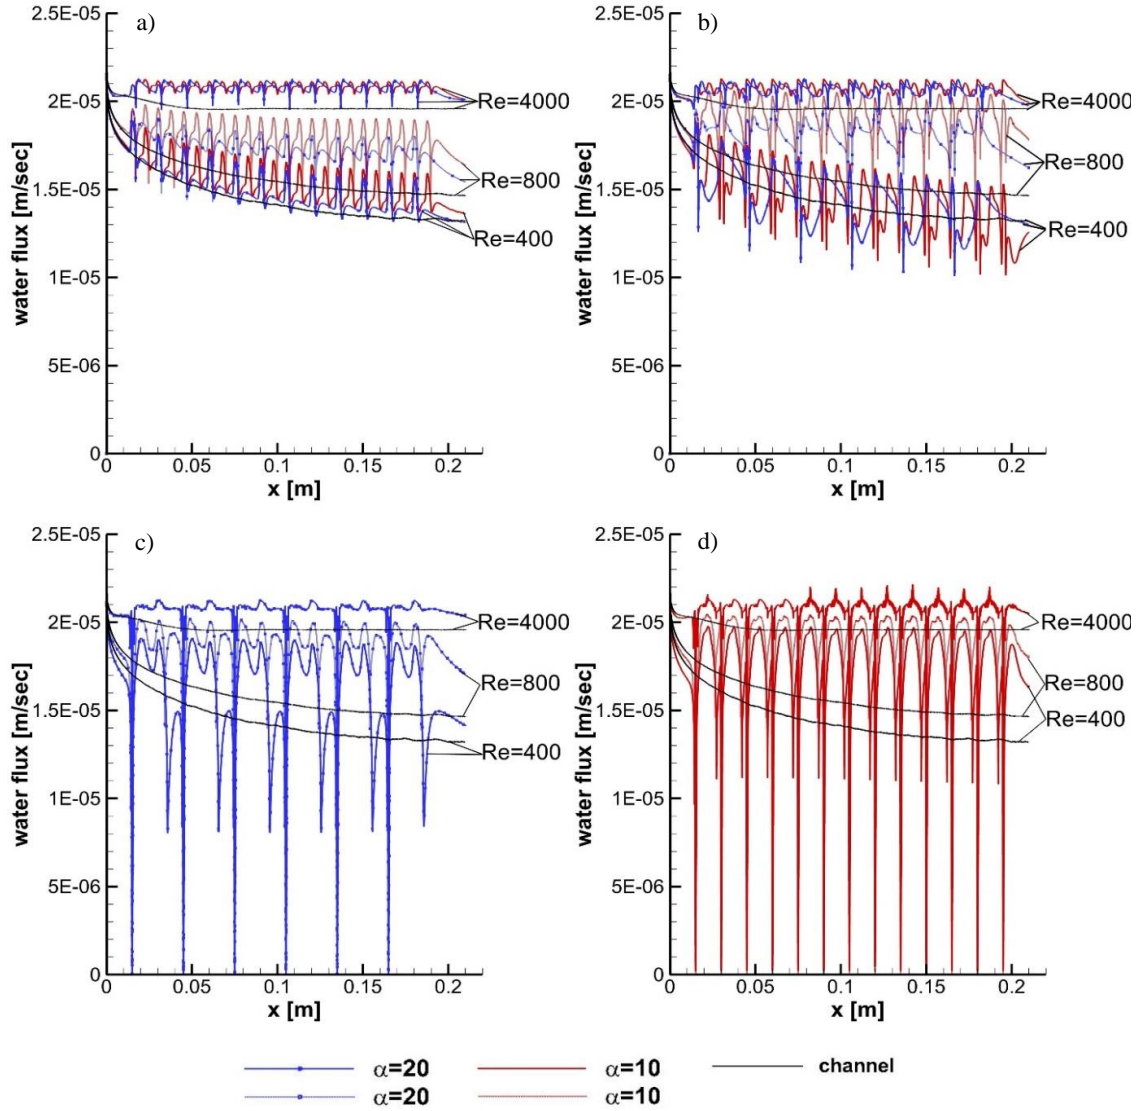 a)
2.5E-05
2E-05
1.5E-05
1E-05
5E-06
0
water flux [m/sec]
Re=4000
Re=800
Re=400
0 0.05 0.1 0.15 0.2
x [m]
b)
2.5E-05
2E-05
1.5E-05
1E-05
5E-06
0
water flux [m/sec]
Re=4000
Re=800
Re=400
0 0.05 0.1 0.15 0.2
x [m]
c)
2.5E-05
2E-05
1.5E-05
1E-05
5E-06
0
water flux [m/sec]
Re=4000
Re=800
Re=400
0 0.05 0.1 0.15 0.2
x [m]
d)
2.5E-05
2E-05
1.5E-05
1E-05
5E-06
0
water flux [m/sec]
Re=4000
Re=800
Re=400
0 0.05 0.1 0.15 0.2
x [m]
α=20 α=10 channel
α=20 α=10